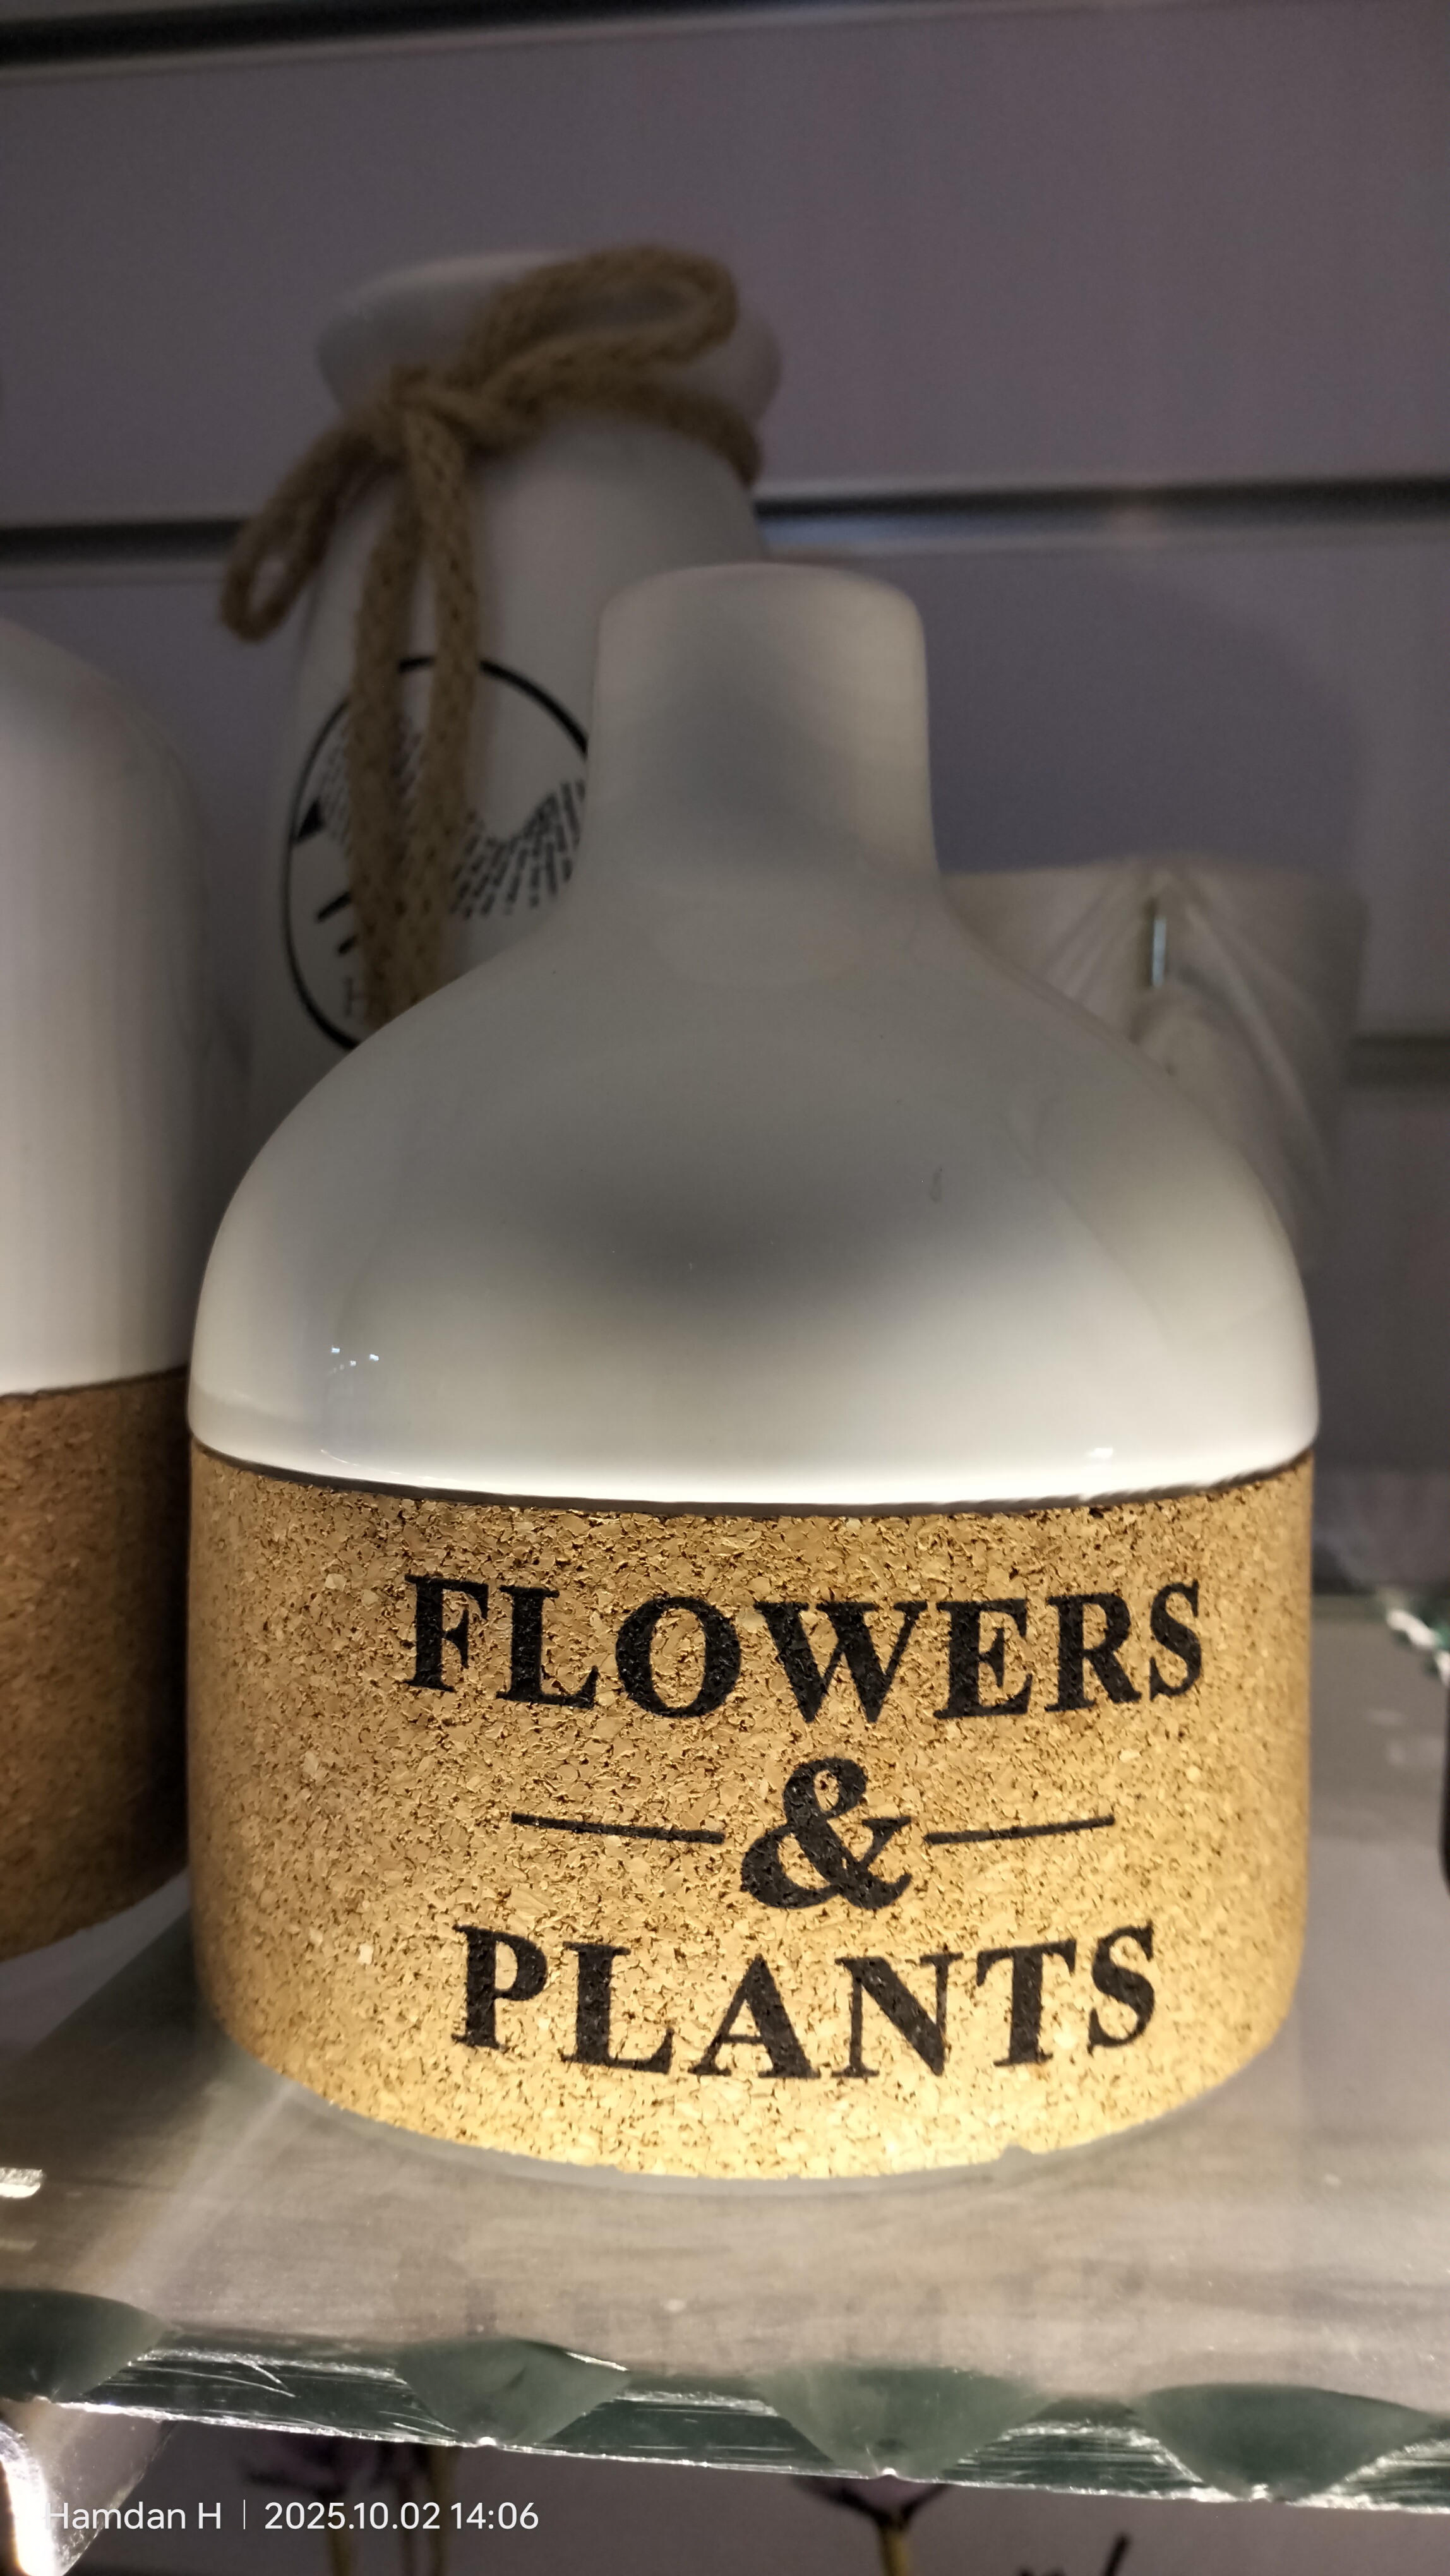 FLOWERS
&
PLANTS
Hamdan H | 2025.10.02 14:06